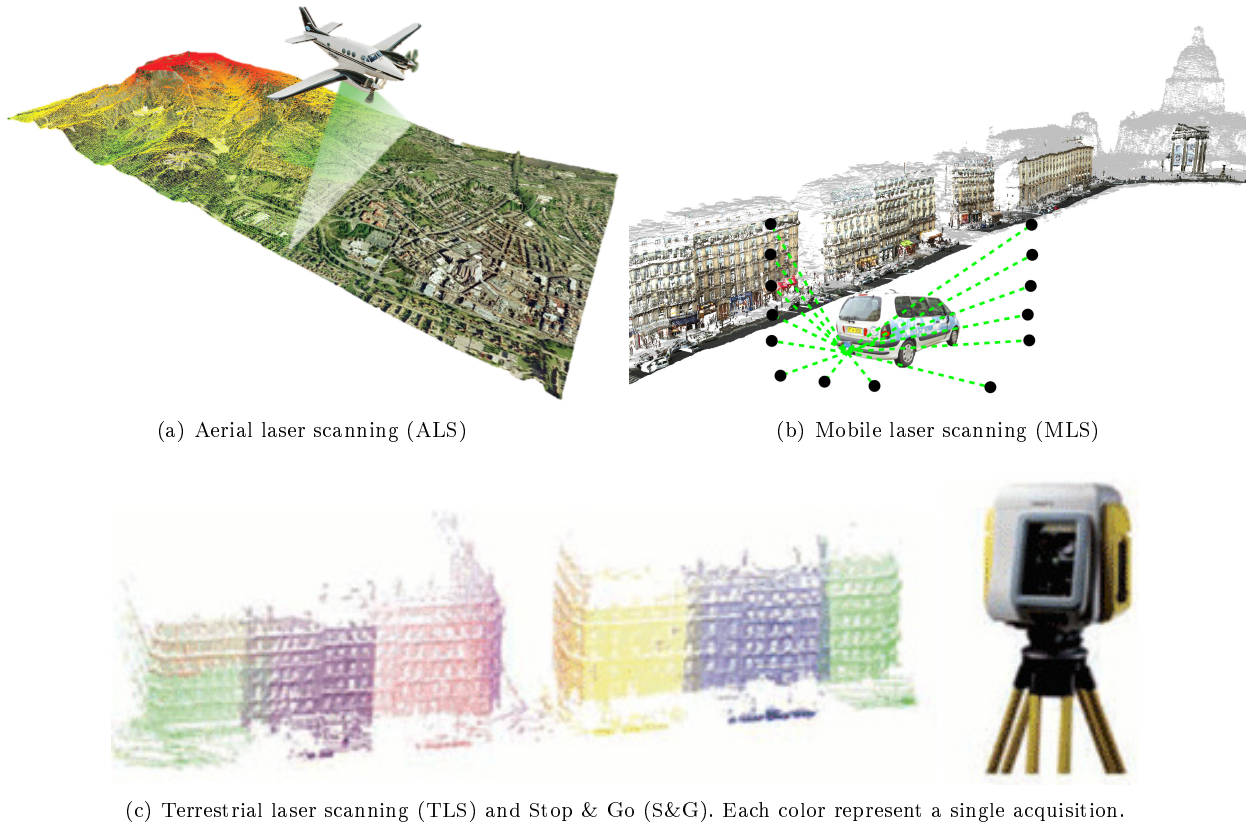 (a) Aerial laser scanning (ALS)
(b) Mobile laser scanning (MLS)
(c) Terrestrial laser scanning (TLS) and Stop & Go (S&G). Each color represent a single acquisition.